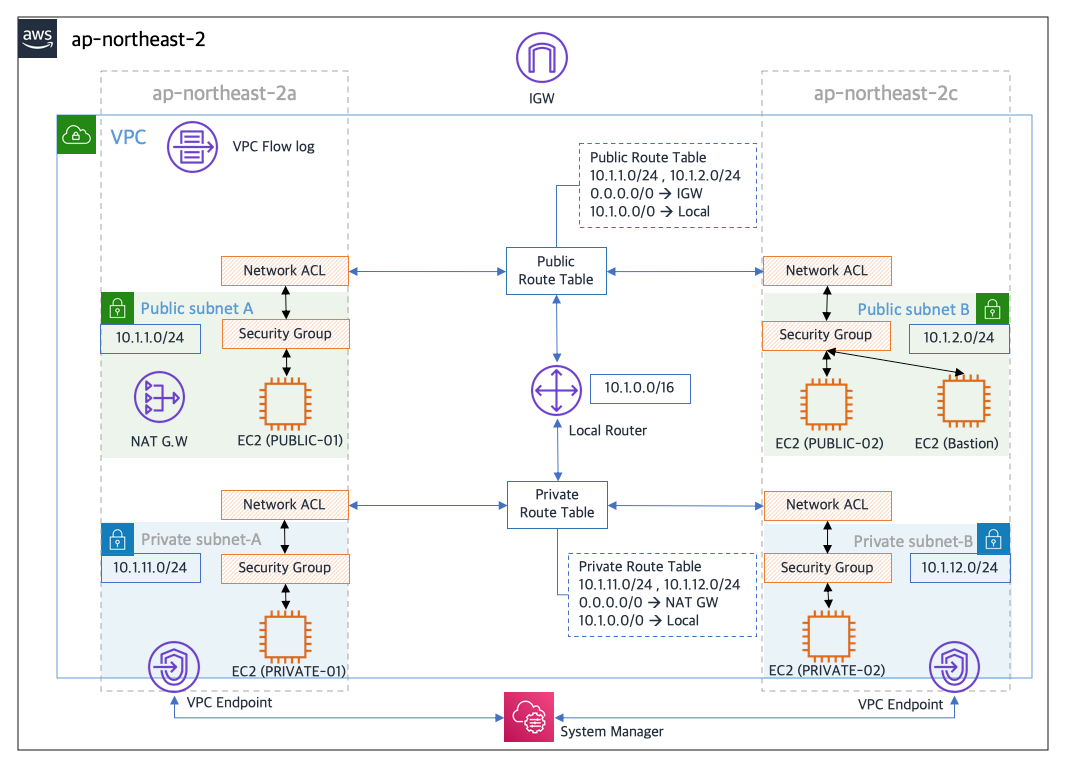 aws
ap-northeast-2
IGW
ap-northeast-2a
ap-northeast-2c
VPC
VPC Flow log
Public Route Table
10.1.1.0/24 , 10.1.2.0/24
0.0.0.0/0 → IGW
10.1.0.0/0 → Local
Network ACL
Public
Route Table
Network ACL
Public subnet A
Public subnet B
10.1.1.0/24
Security Group
Security Group
10.1.2.0/24
10.1.0.0/16
NAT G.W
EC2 (PUBLIC-01)
Local Router
EC2 (PUBLIC-02)
EC2 (Bastion)
Network ACL
Private
Route Table
Network ACL
Private subnet-A
Private subnet-B
10.1.11.0/24
Security Group
Security Group
10.1.12.0/24
Private Route Table
10.1.11.0/24 , 10.1.12.0/24
0.0.0.0/0 → NAT GW
10.1.0.0/0 → Local
EC2 (PRIVATE-01)
EC2 (PRIVATE-02)
VPC Endpoint
VPC Endpoint
System Manager